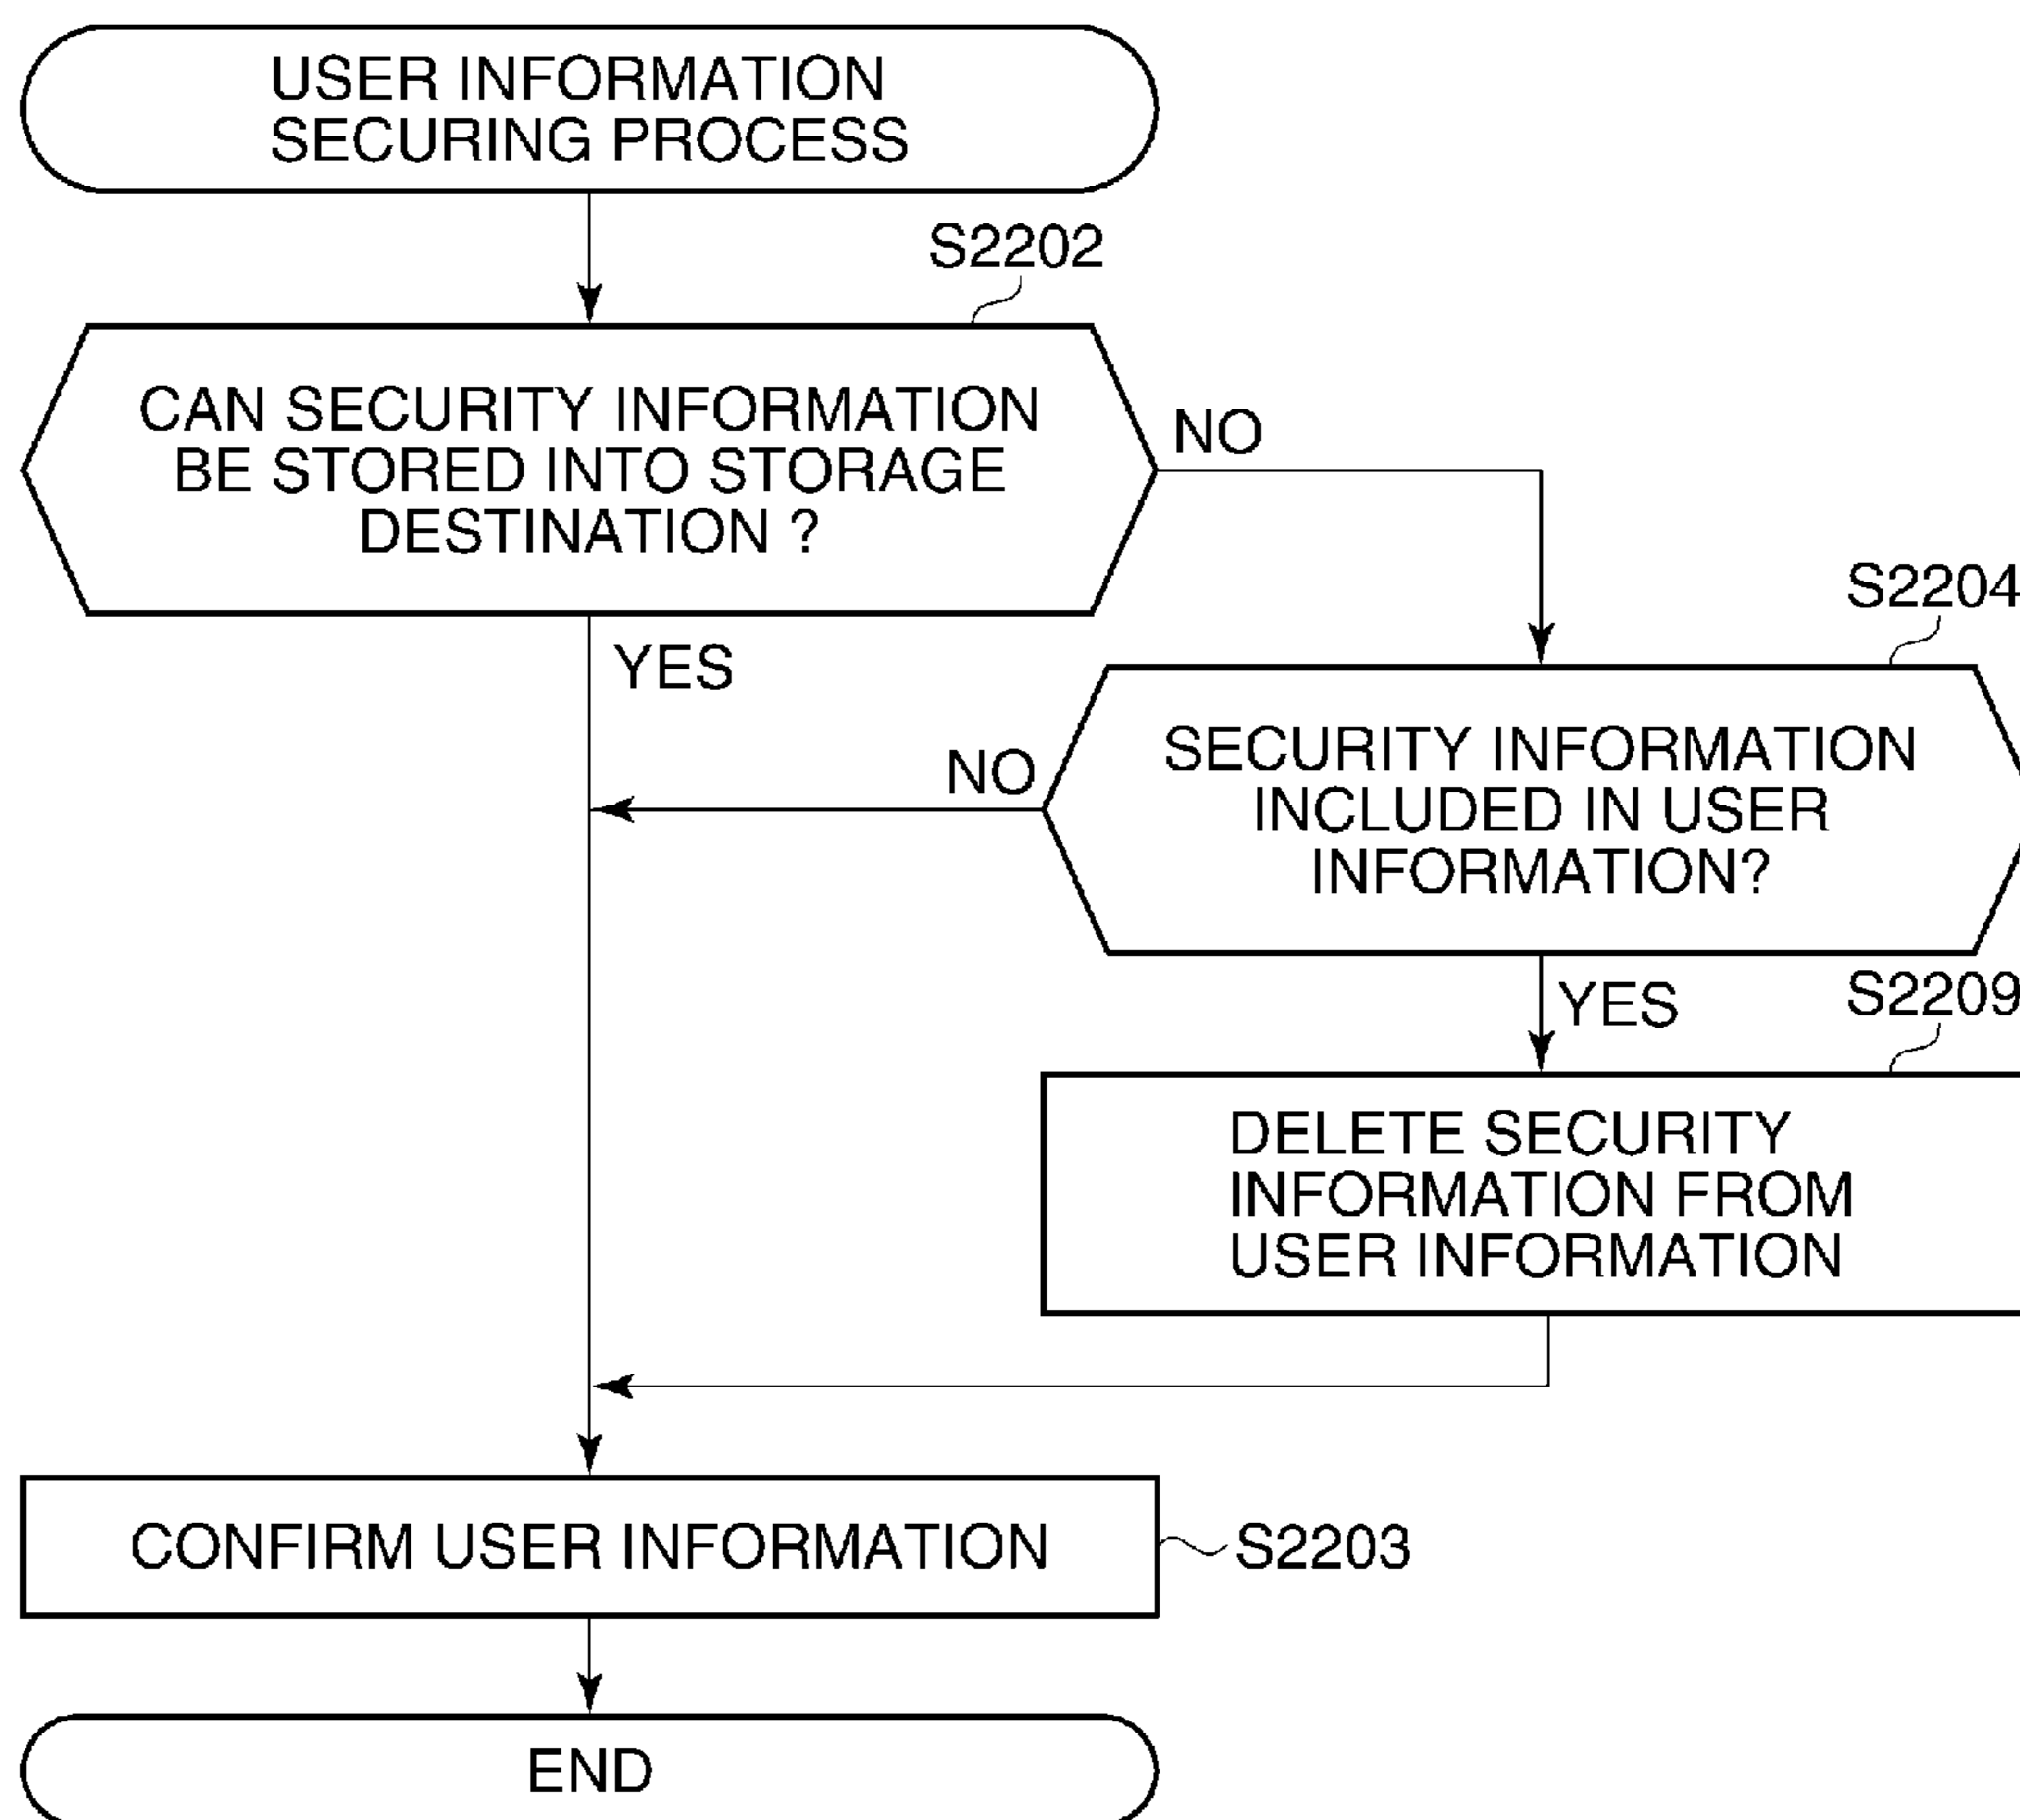 USER INFORMATION
SECURING PROCESS
S2202
CAN SECURITY INFORMATION
BE STORED INTO STORAGE
DESTINATION ?
NO
YES
S2204
SECURITY INFORMATION
INCLUDED IN USER
INFORMATION?
NO
YES
S2209
DELETE SECURITY
INFORMATION FROM
USER INFORMATION
CONFIRM USER INFORMATION
S2203
END